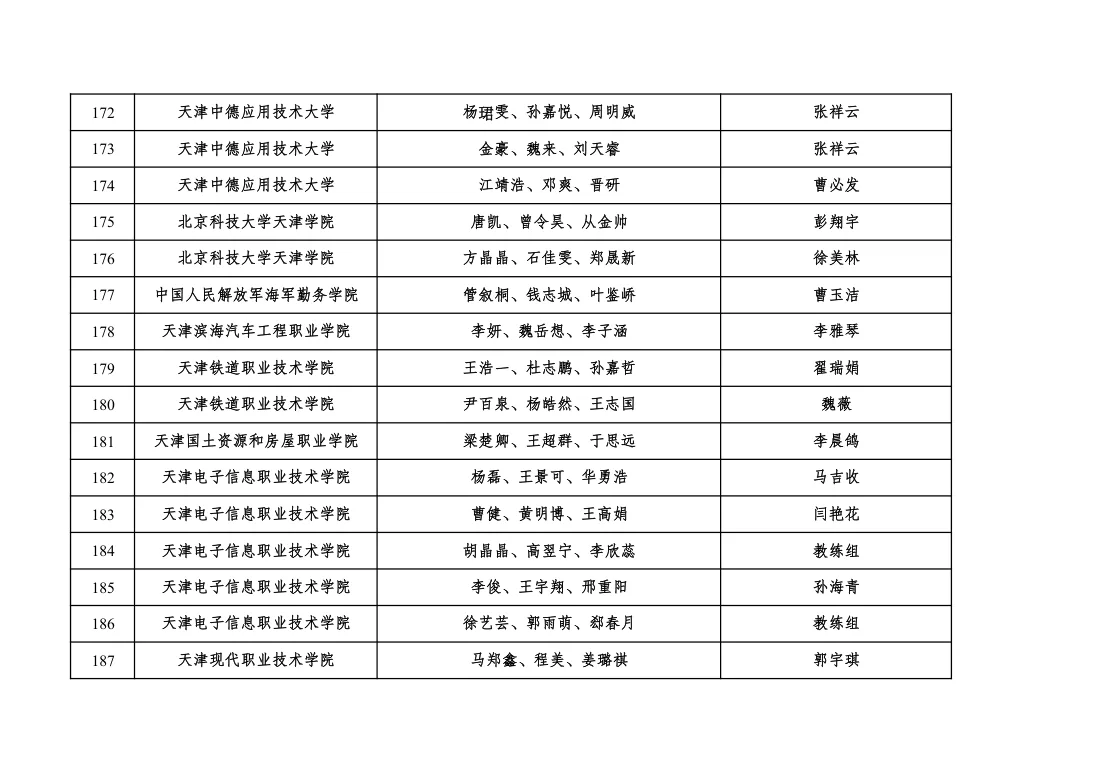 172 天津中德应用技术大学 杨珺雯、孙嘉悦、周明威 张祥云
173 天津中德应用技术大学 金豪、魏来、刘天睿 张祥云
174 天津中德应用技术大学 江靖浩、邓爽、晋研 曹必发
175 北京科技大学天津学院 唐凯、曾令昊、从金帅 彭翔宇
176 北京科技大学天津学院 方晶晶、石佳雯、郑晟新 徐美林
177 中国人民解放军海军勤务学院 管叙桐、钱志城、叶鉴峤 曹玉洁
178 天津滨海汽车工程职业学院 李妍、魏岳想、李子涵 李雅琴
179 天津铁道职业技术学院 王浩一、杜志鹏、孙嘉哲 翟瑞娟
180 天津铁道职业技术学院 尹百泉、杨皓然、王志国 魏薇
181 天津国土资源和房屋职业学院 梁楚卿、王超群、于思远 李晨鸽
182 天津电子信息职业技术学院 杨磊、王景可、华勇浩 马吉收
183 天津电子信息职业技术学院 曹健、黄明博、王高娟 闫艳花
184 天津电子信息职业技术学院 胡晶晶、高翌宁、李欣蕊 教练组
185 天津电子信息职业技术学院 李俊、王宇翔、邢重阳 孙海青
186 天津电子信息职业技术学院 徐艺芸、郭雨萌、郄春月 教练组
187 天津现代职业技术学院 马郑鑫、程美、姜璐祺 郭宇琪